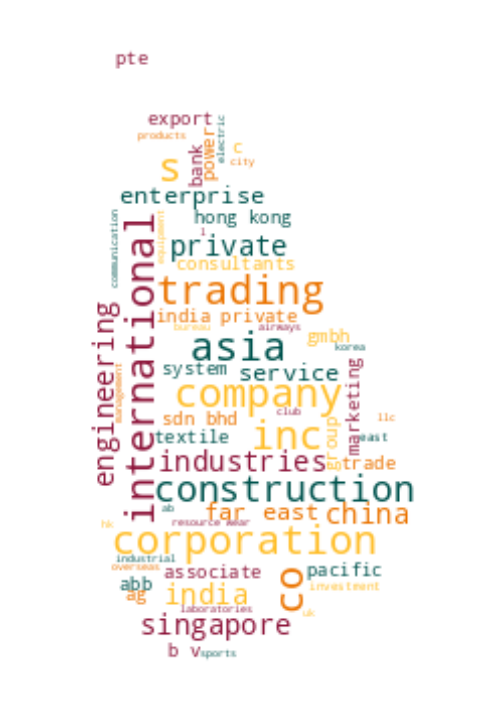 pte
export
products
electric
power
bank
c
city
s
enterprise
communication
hong kong
equipment
l
private
international
consultants
trading
india private
bureau
airways
gmbh
korea
engineering
asia
system
service
management
company
marketing
club
llc
sdn bhd
inc
group
textile
east
industries
trade
construction
ab
far east
china
resource wear
hk
corporation
industrial
overseas
associate
pacific
abb
ag
india
co
investment
laboratories
uk
singapore
b v
sports